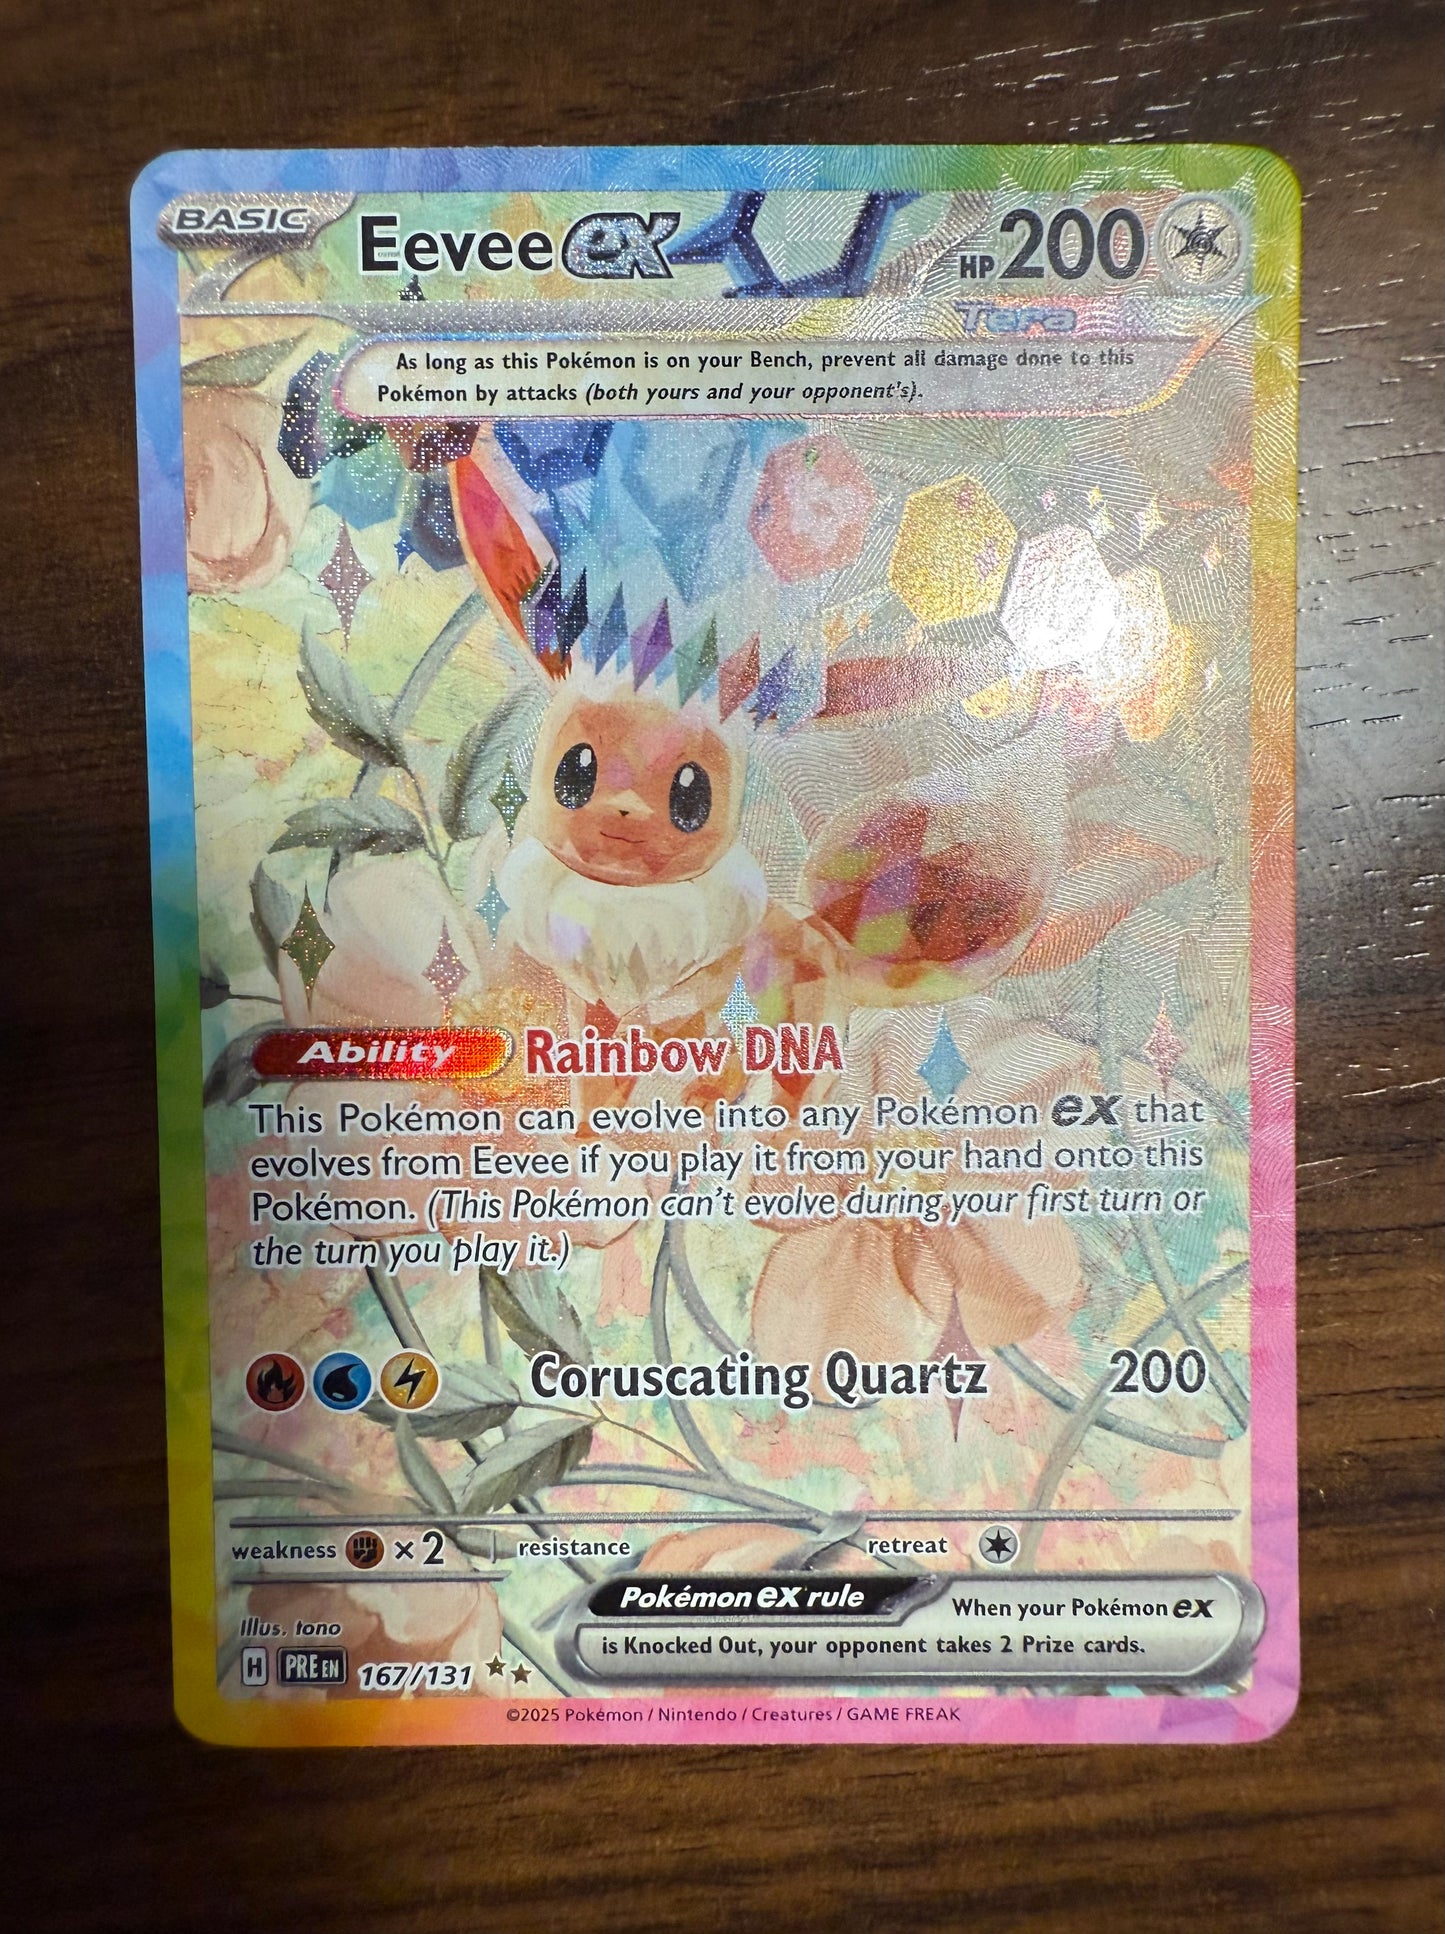 BASIC Eevee ex HP 200
Tera
As long as this Pokémon is on your Bench, prevent all damage done to this
Pokémon by attacks (both yours and your opponent's).
Ability Rainbow DNA
This Pokémon can evolve into any Pokémon ex that
evolves from Eevee if you play it from your hand onto this
Pokémon. (This Pokémon can't evolve during your first turn or
the turn you play it.)
Coruscating Quartz 200
weakness ×2 resistance retreat
Pokémon ex rule When your Pokémon ex
is Knocked Out, your opponent takes 2 Prize cards.
Illus. tono
H PRE EN 167/131
©2025 Pokémon / Nintendo / Creatures / GAME FREAK